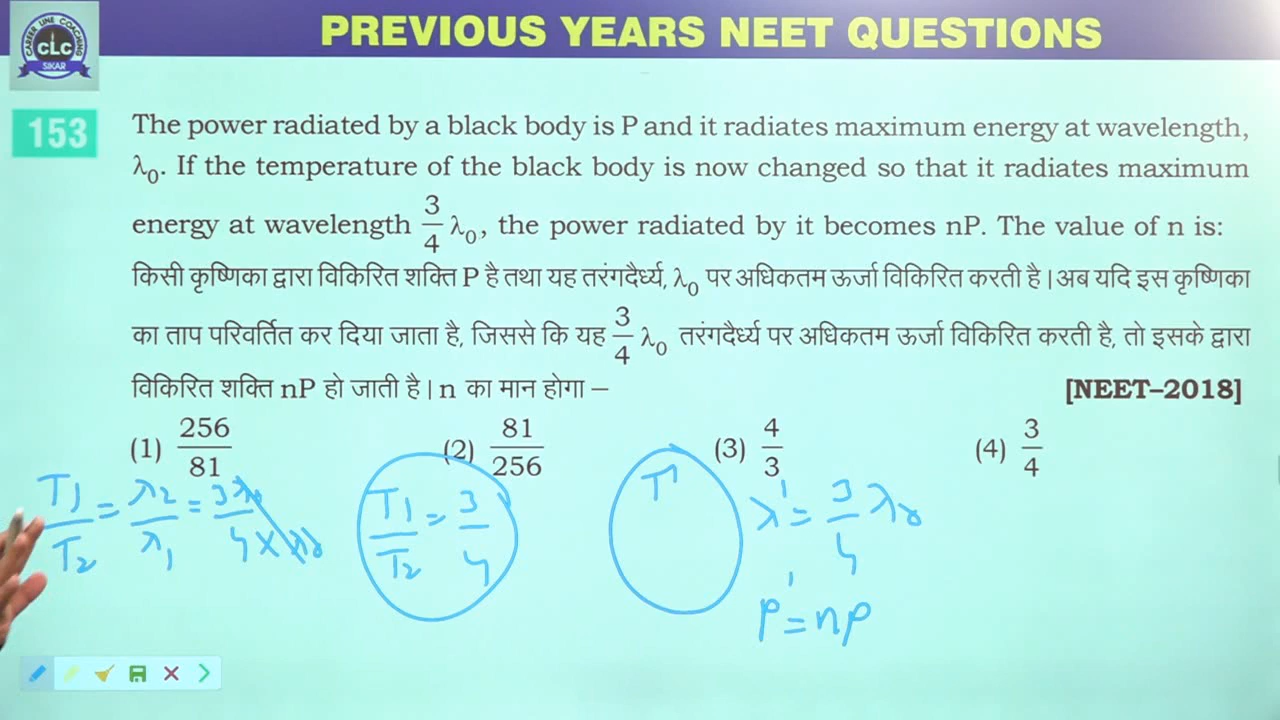 CAREER LINE COACHING
CLC
SIKAR
PREVIOUS YEARS NEET QUESTIONS
153
The power radiated by a black body is P and it radiates maximum energy at wavelength,
λ₀. If the temperature of the black body is now changed so that it radiates maximum
energy at wavelength 3/4 λ₀, the power radiated by it becomes nP. The value of n is:
किसी कृष्णिका द्वारा विकिरित शक्ति P है तथा यह तरंगदैर्ध्य, λ₀ पर अधिकतम ऊर्जा विकिरित करती है। अब यदि इस कृष्णिका
का ताप परिवर्तित कर दिया जाता है, जिससे कि यह 3/4 λ₀ तरंगदैर्ध्य पर अधिकतम ऊर्जा विकिरित करती है, तो इसके द्वारा
विकिरित शक्ति nP हो जाती है। n का मान होगा –
[NEET–2018]
(1) 256/81 (2) 81/256 (3) 4/3 (4) 3/4
T₁/T₂ = λ₂/λ₁ = 3λ₀/4×λ₀
T₁/T₂ = 3/4
T'
λ' = 3/4 λ₀
P' = nP